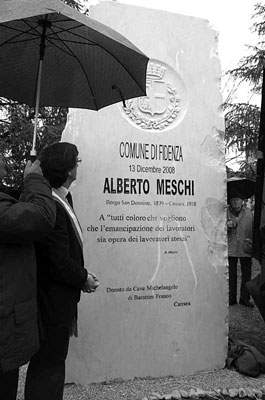 COMUNE DI FIDENZA
13 Dicembre 2008
ALBERTO MESCHI
Borgo San Donnino, 1879 - Carrara, 1958
A "tutti coloro che vogliono
che l'emancipazione dei lavoratori
sia opera dei lavoratori stessi"
A. Meschi
Donato da Cave Michelangelo
di Barattini Franco
Carrara